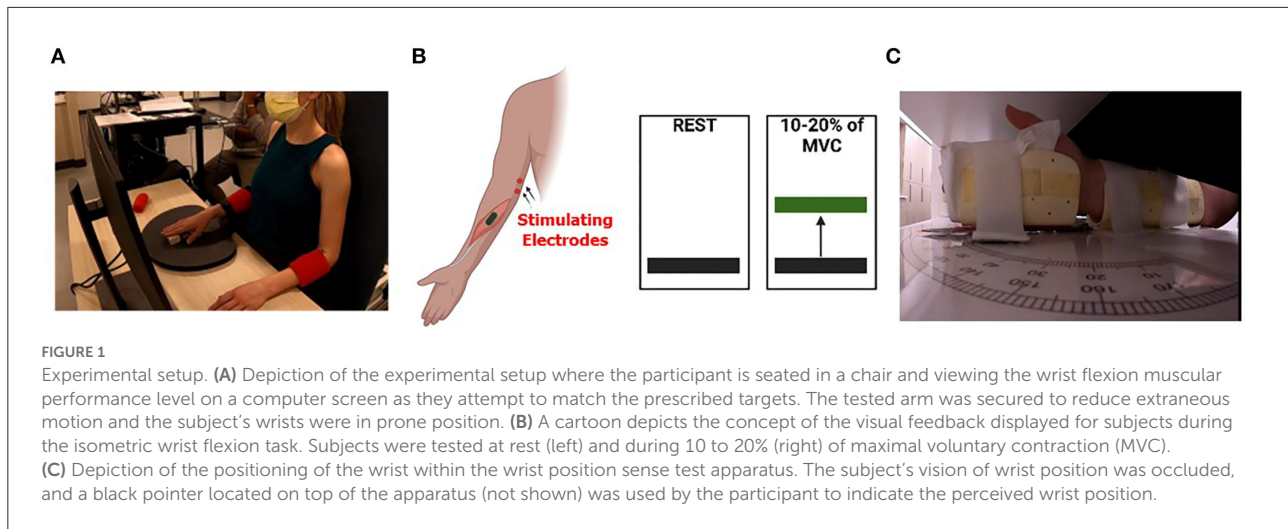 A
B
C
REST
10-20% of
MVC
Stimulating
Electrodes
FIGURE 1
Experimental setup. (A) Depiction of the experimental setup where the participant is seated in a chair and viewing the wrist flexion muscular
performance level on a computer screen as they attempt to match the prescribed targets. The tested arm was secured to reduce extraneous
motion and the subject's wrists were in prone position. (B) A cartoon depicts the concept of the visual feedback displayed for subjects during
the isometric wrist flexion task. Subjects were tested at rest (left) and during 10 to 20% (right) of maximal voluntary contraction (MVC).
(C) Depiction of the positioning of the wrist within the wrist position sense test apparatus. The subject's vision of wrist position was occluded,
and a black pointer located on top of the apparatus (not shown) was used by the participant to indicate the perceived wrist position.